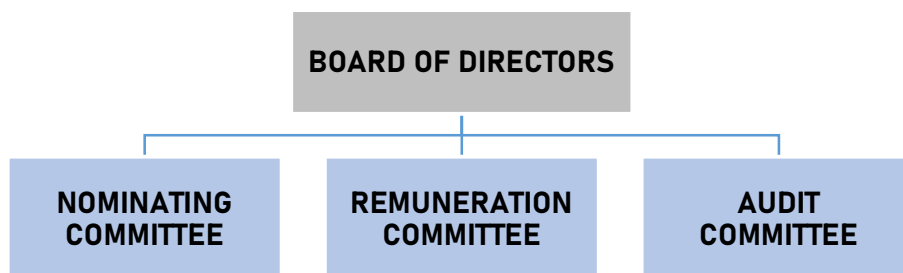 BOARD OF DIRECTORS
NOMINATING
COMMITTEE
REMUNERATION
COMMITTEE
AUDIT
COMMITTEE